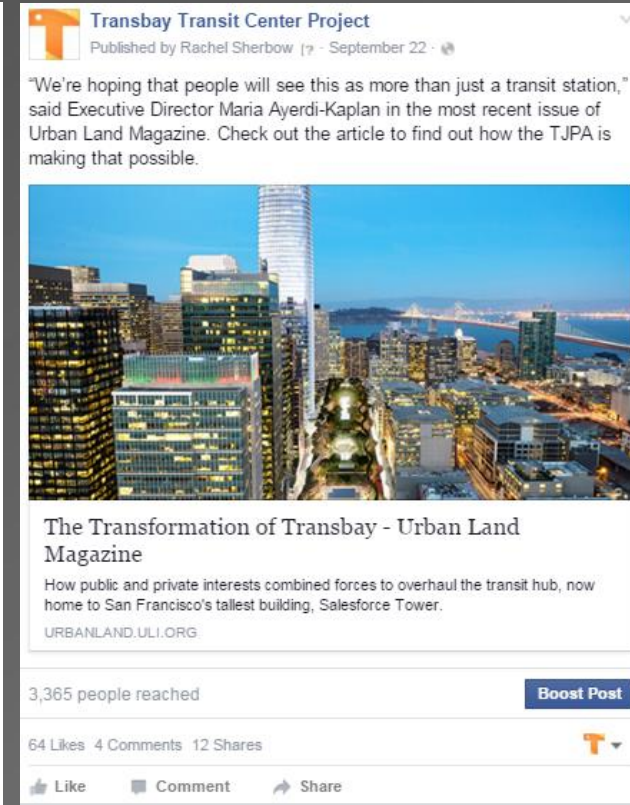 Transbay Transit Center Project
Published by Rachel Sherbow [?] · September 22 ·
“We’re hoping that people will see this as more than just a transit station,”
said Executive Director Maria Ayerdi-Kaplan in the most recent issue of
Urban Land Magazine. Check out the article to find out how the TJPA is
making that possible.
The Transformation of Transbay - Urban Land
Magazine
How public and private interests combined forces to overhaul the transit hub, now
home to San Francisco's tallest building, Salesforce Tower.
URBANLAND.ULI.ORG
3,365 people reached
Boost Post
64 Likes 4 Comments 12 Shares
Like Comment Share